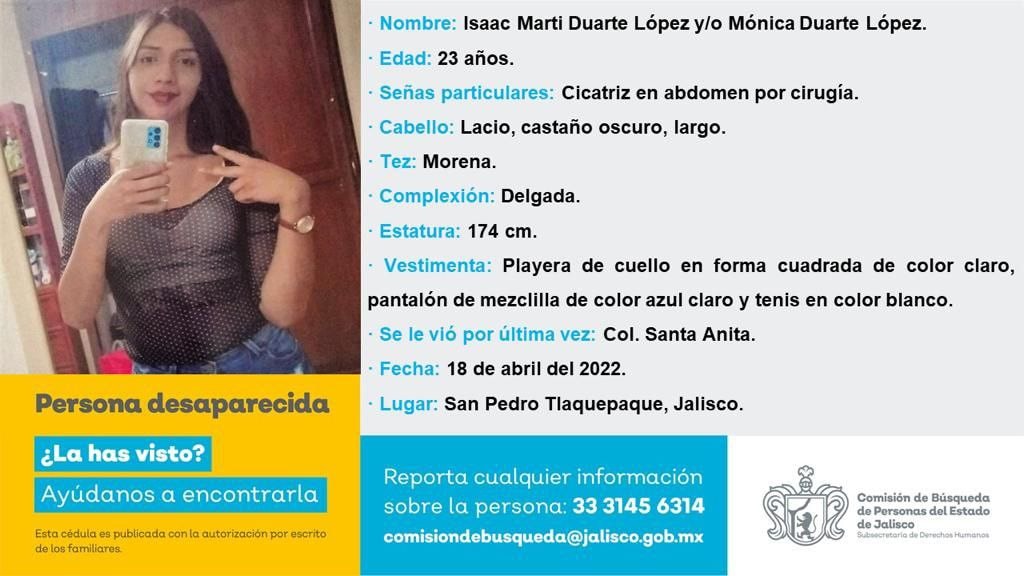 · Nombre: Isaac Marti Duarte López y/o Mónica Duarte López.
· Edad: 23 años.
· Señas particulares: Cicatriz en abdomen por cirugía.
· Cabello: Lacio, castaño oscuro, largo.
· Tez: Morena.
· Complexión: Delgada.
· Estatura: 174 cm.
· Vestimenta: Playera de cuello en forma cuadrada de color claro,
pantalón de mezclilla de color azul claro y tenis en color blanco.
· Se le vió por última vez: Col. Santa Anita.
· Fecha: 18 de abril del 2022.
· Lugar: San Pedro Tlaquepaque, Jalisco.
Persona desaparecida
¿La has visto?
Ayúdanos a encontrarla
Esta cédula es publicada con la autorización por escrito
de los familiares.
Reporta cualquier información
sobre la persona: 33 3145 6314
comisiondebusqueda@jalisco.gob.mx
Comisión de Búsqueda
de Personas del Estado
de Jalisco
Subsecretaría de Derechos Humanos